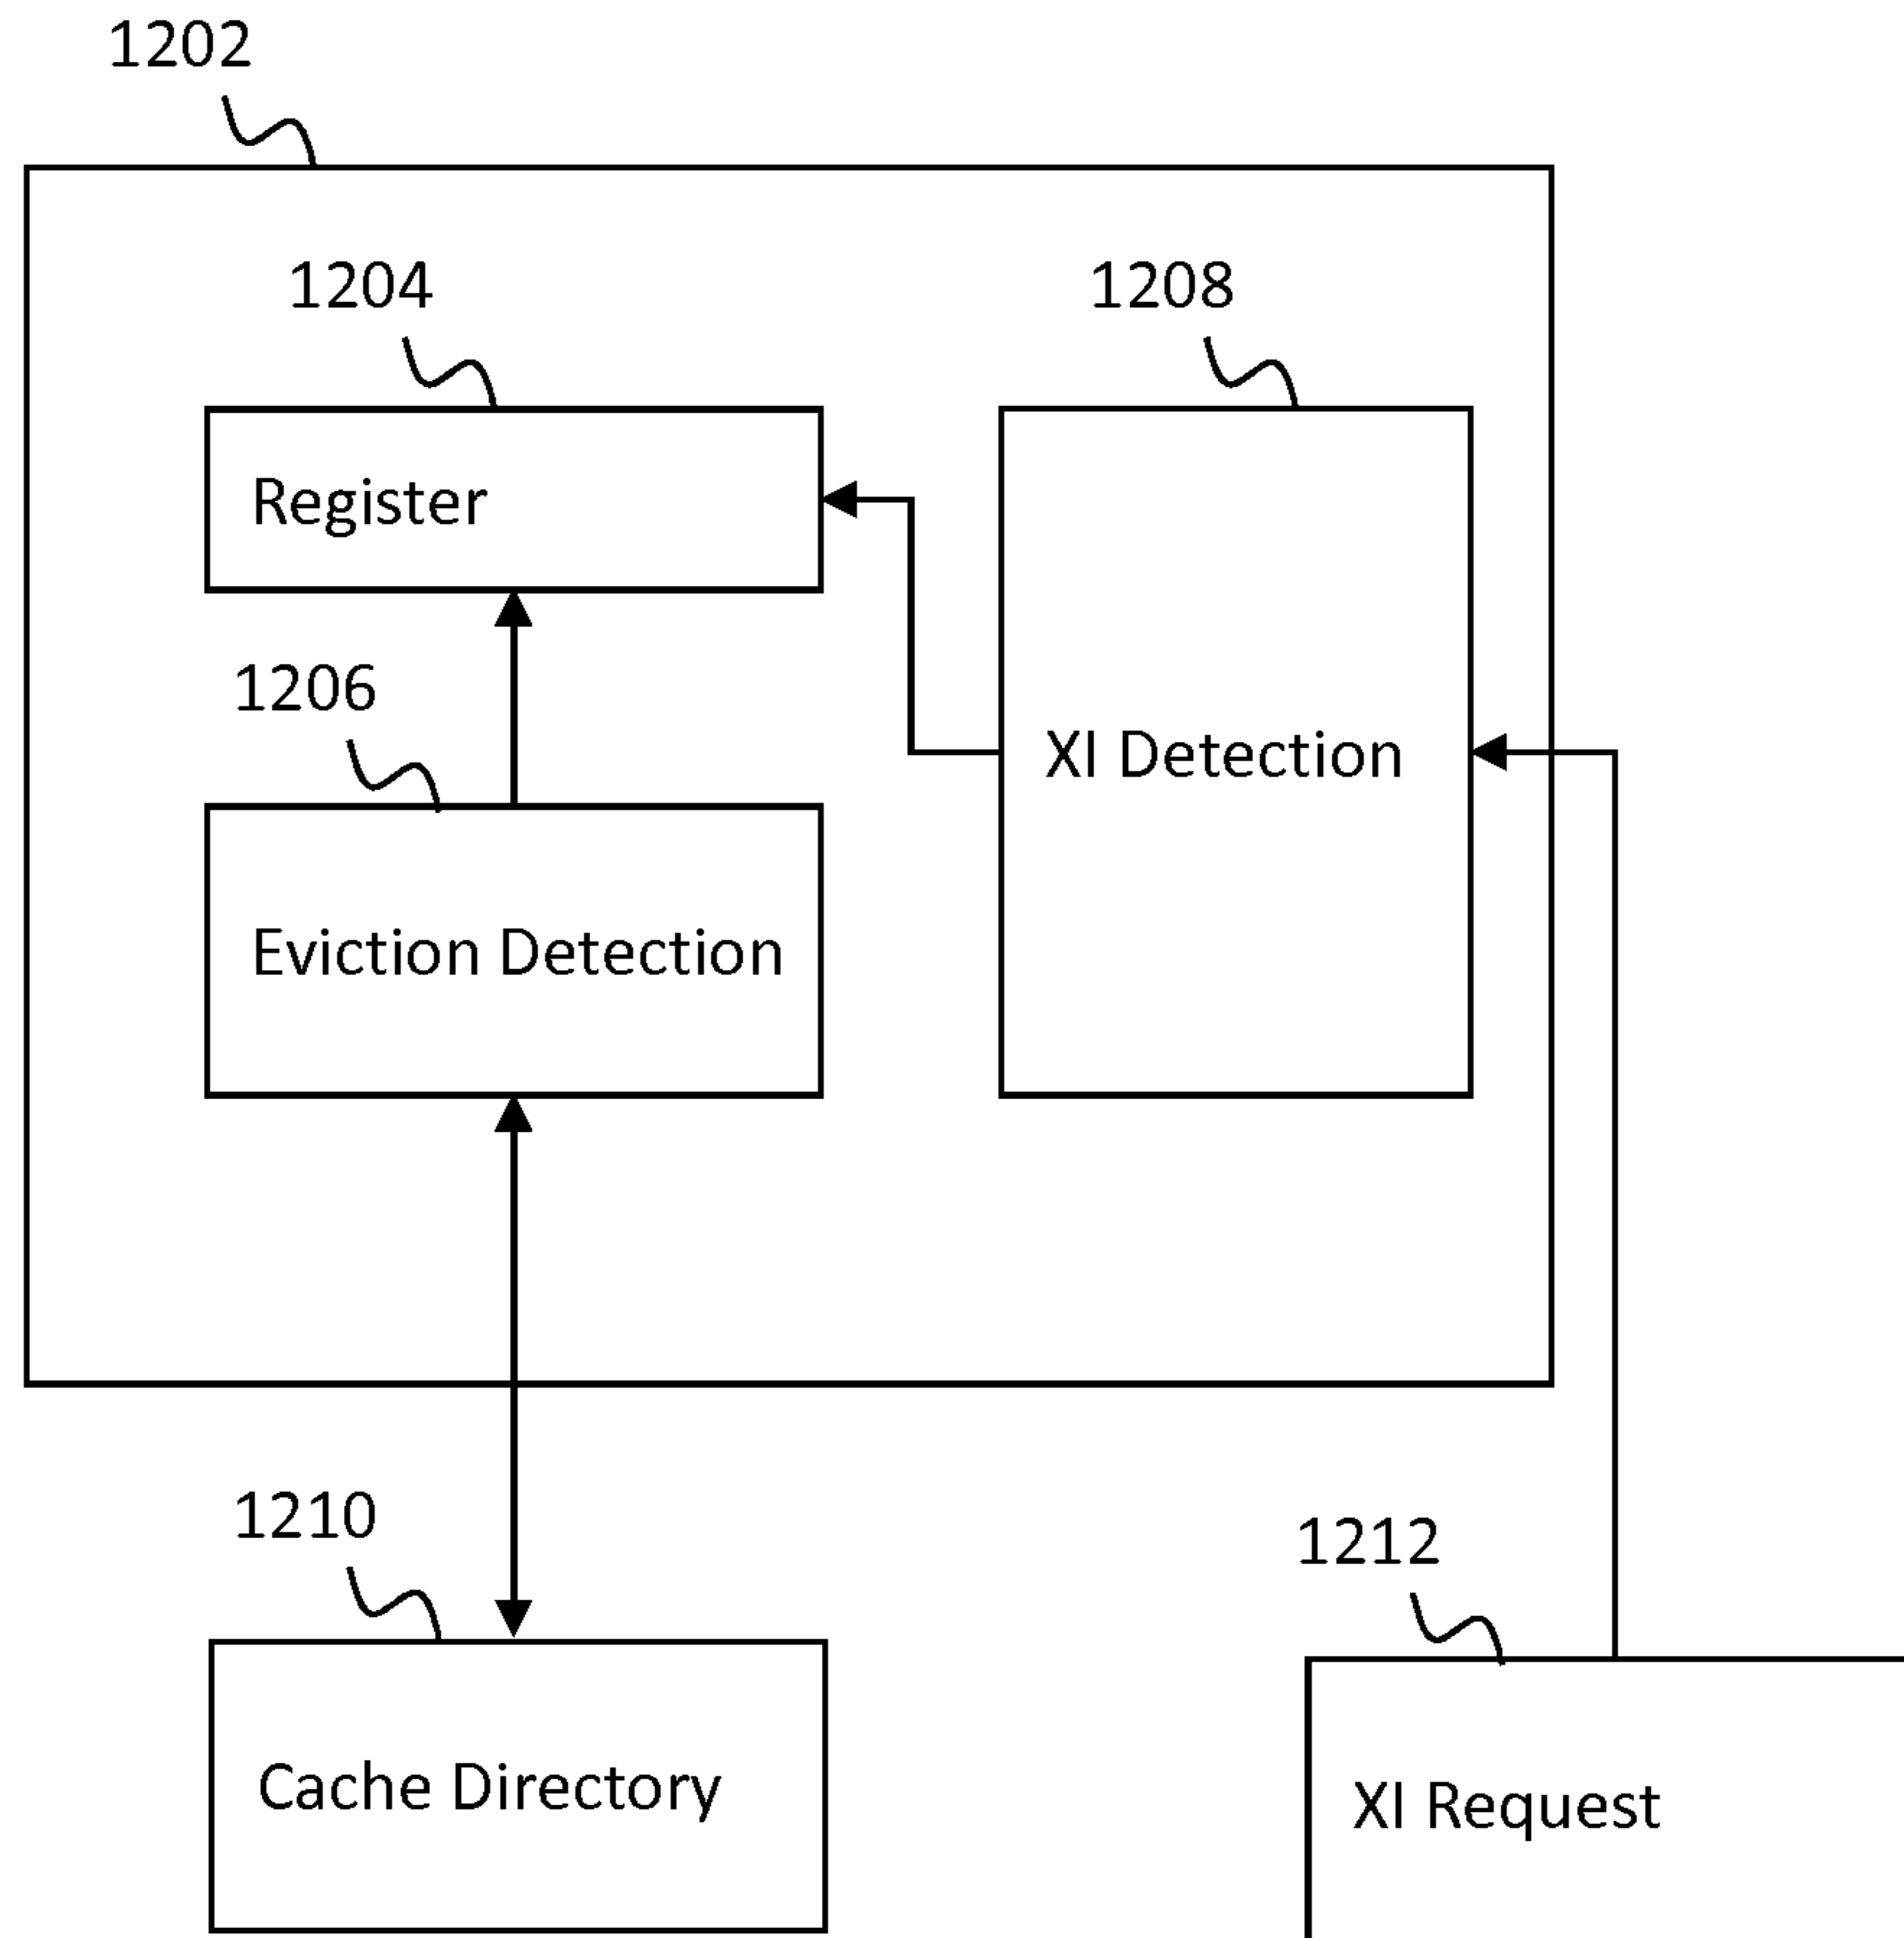 1202
1204
1208
Register
1206
XI Detection
Eviction Detection
1210
1212
Cache Directory
XI Request